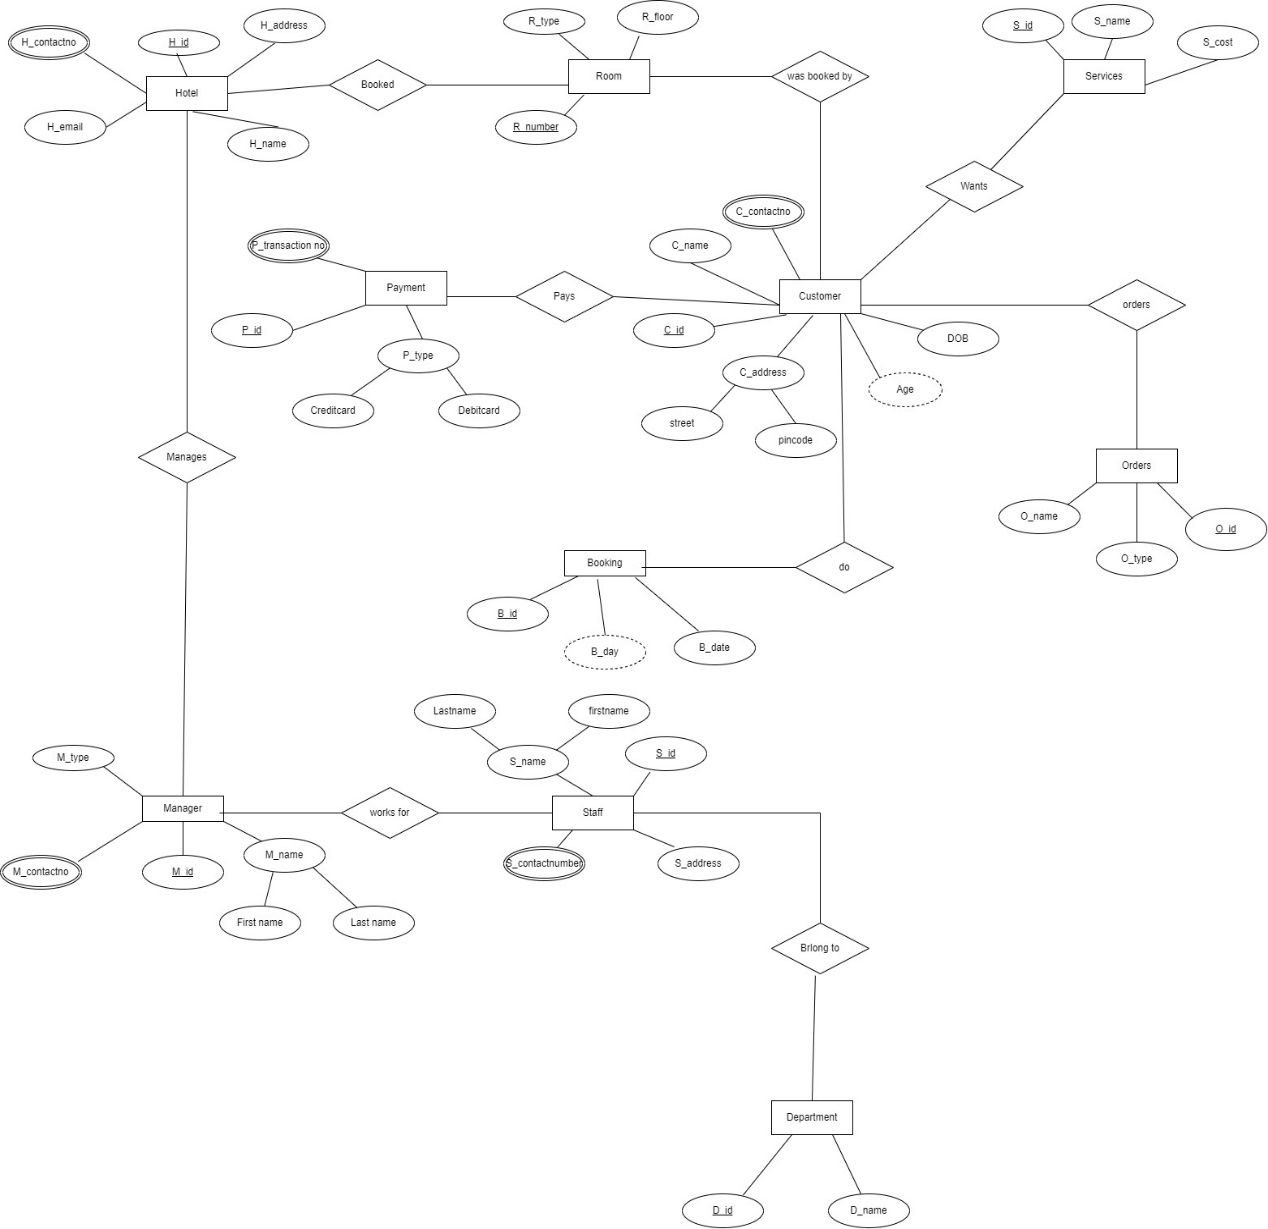 R_type
R_floor
H_contactno
H_id
H_address
S_id
S_name
S_cost
Hotel
Booked
Room
was booked by
Services
H_email
H_name
R_number
Wants
C_contactno
P_transaction no
C_name
Payment
Pays
Customer
orders
P_id
C_id
DOB
P_type
C_address
Age
Creditcard
Debitcard
street
pincode
Manages
Orders
O_name
O_id
O_type
Booking
do
B_id
B_day
B_date
Lastname
firstname
M_type
S_name
S_id
Manager
works for
Staff
M_contactno
M_id
M_name
S_contactnumber
S_address
First name
Last name
Brlong to
Department
D_id
D_name